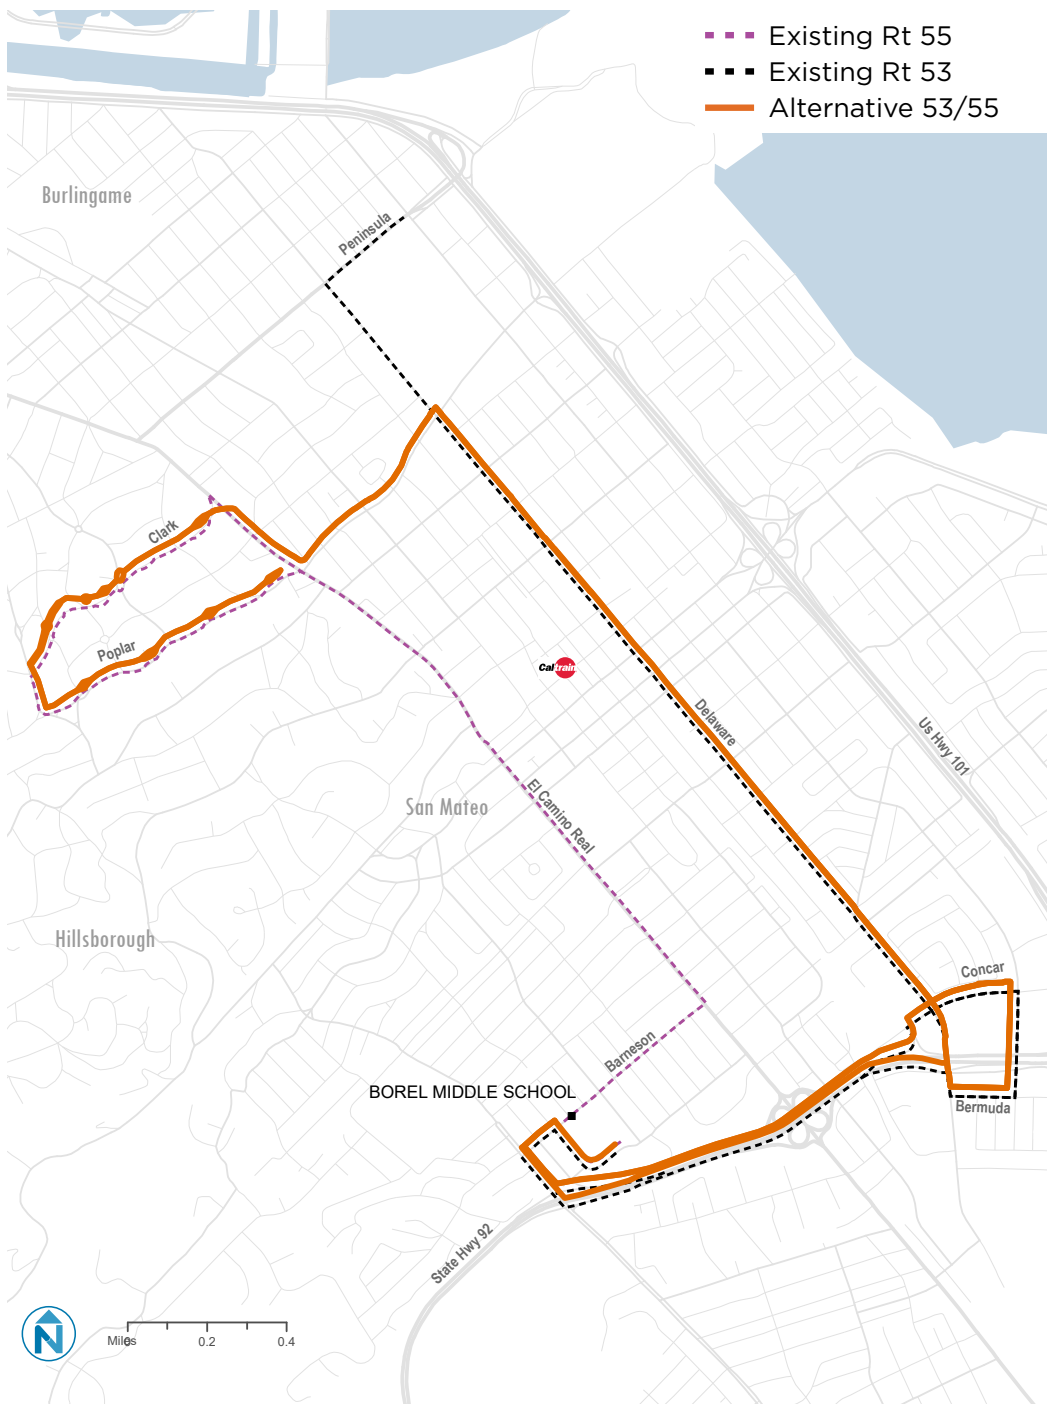 Existing Rt 55
Existing Rt 53
Alternative 53/55
Burlingame
Peninsula
Clark
Poplar
Caltrain
Delaware
Us Hwy 101
El Camino Real
San Mateo
Hillsborough
Concar
Barneson
BOREL MIDDLE SCHOOL
Bermuda
State Hwy 92
N
Miles
0
0.2
0.4